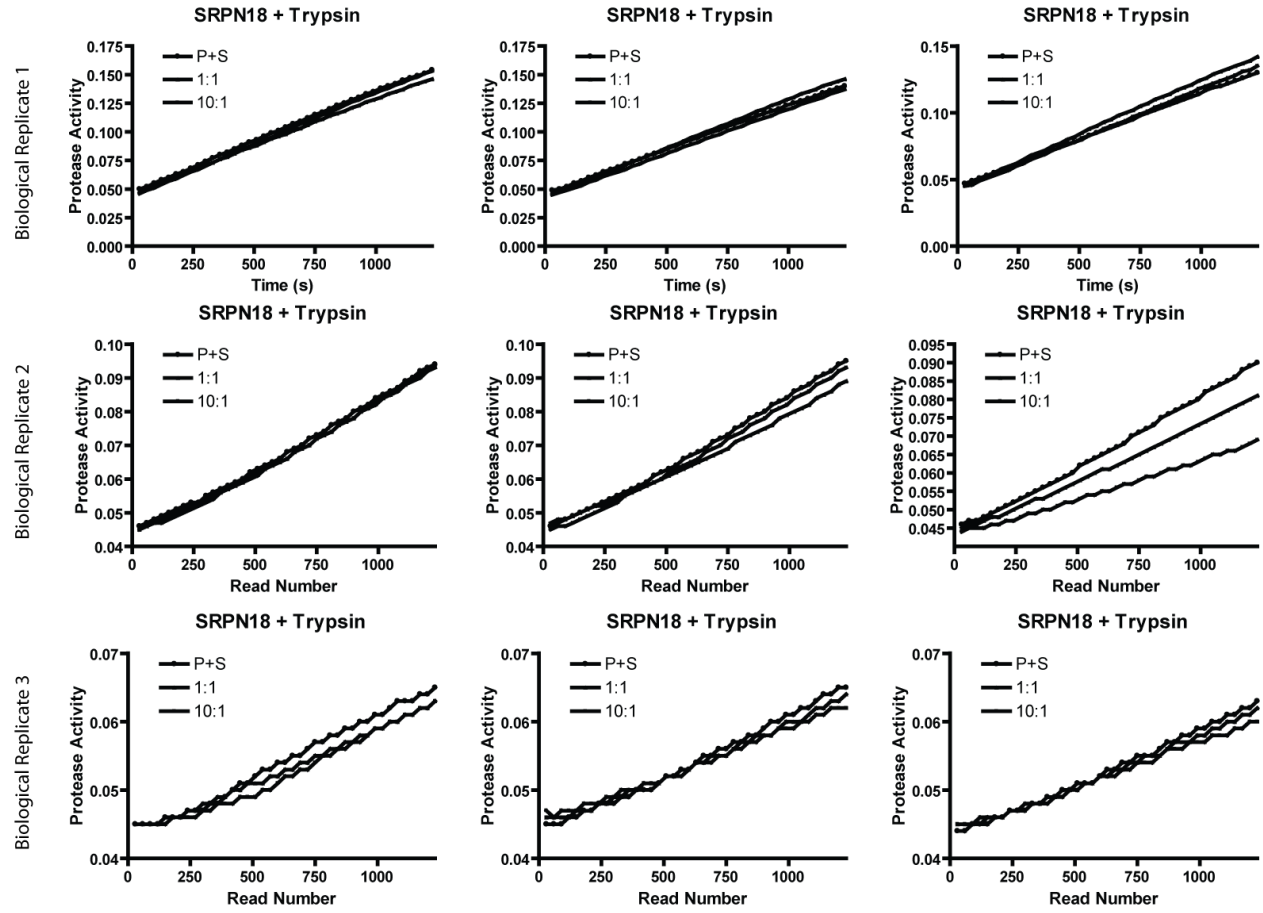 Biological Replicate 1
SRPN18 + Trypsin
Protease Activity
0.175
0.150
0.125
0.100
0.075
0.050
0.025
0.000
P+S
1:1
10:1
0 250 500 750 1000
Time (s)
SRPN18 + Trypsin
Protease Activity
0.175
0.150
0.125
0.100
0.075
0.050
0.025
0.000
P+S
1:1
10:1
0 250 500 750 1000
Time (s)
SRPN18 + Trypsin
Protease Activity
0.15
0.10
0.05
0.00
P+S
1:1
10:1
0 250 500 750 1000
Time (s)
Biological Replicate 2
SRPN18 + Trypsin
Protease Activity
0.10
0.09
0.08
0.07
0.06
0.05
0.04
P+S
1:1
10:1
0 250 500 750 1000
Read Number
SRPN18 + Trypsin
Protease Activity
0.10
0.09
0.08
0.07
0.06
0.05
0.04
P+S
1:1
10:1
0 250 500 750 1000
Read Number
SRPN18 + Trypsin
Protease Activity
0.095
0.090
0.085
0.080
0.075
0.070
0.065
0.060
0.055
0.050
0.045
P+S
1:1
10:1
0 250 500 750 1000
Read Number
Biological Replicate 3
SRPN18 + Trypsin
Protease Activity
0.07
0.06
0.05
0.04
P+S
1:1
10:1
0 250 500 750 1000
Read Number
SRPN18 + Trypsin
Protease Activity
0.07
0.06
0.05
0.04
P+S
1:1
10:1
0 250 500 750 1000
Read Number
SRPN18 + Trypsin
Protease Activity
0.07
0.06
0.05
0.04
P+S
1:1
10:1
0 250 500 750 1000
Read Number